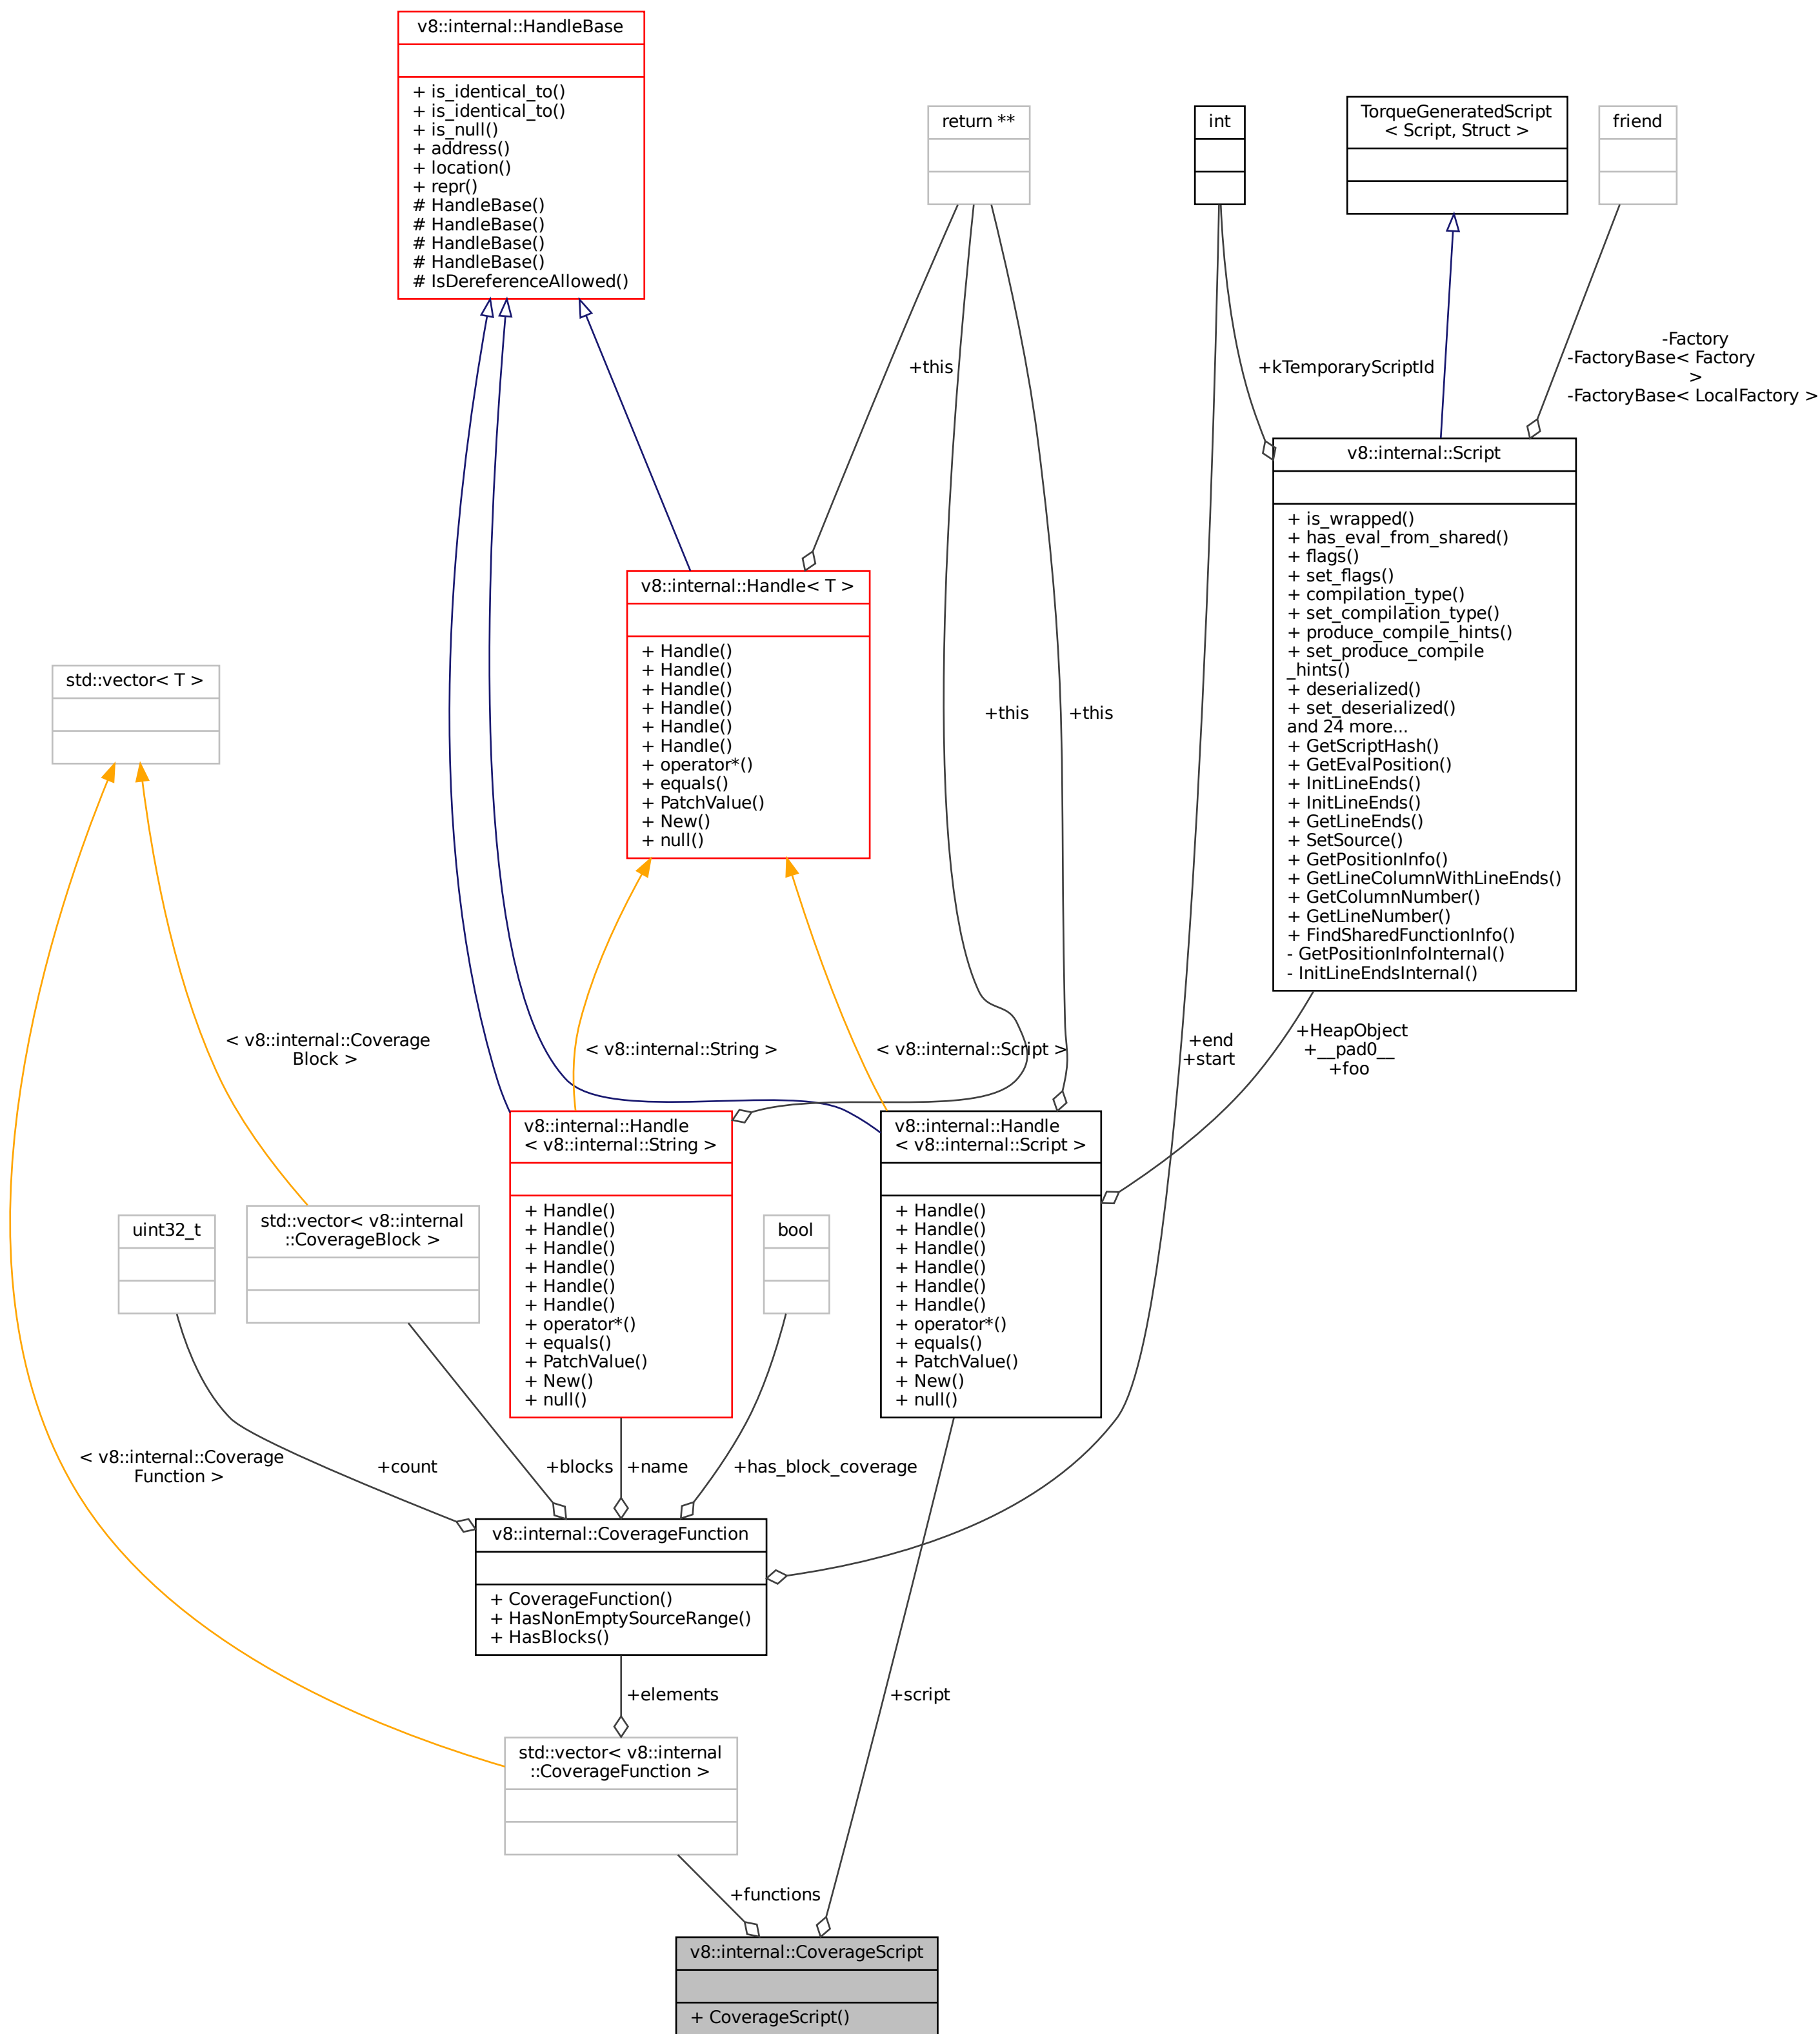 v8::internal::HandleBase
+ is_identical_to()
+ is_identical_to()
+ is_null()
+ address()
+ location()
+ repr()
# HandleBase()
# HandleBase()
# HandleBase()
# HandleBase()
# IsDereferenceAllowed()
return **
int
TorqueGeneratedScript
< Script, Struct >
friend
+this
+kTemporaryScriptId
-Factory
-FactoryBase< Factory
>
-FactoryBase< LocalFactory >
v8::internal::Script
+ is_wrapped()
+ has_eval_from_shared()
+ flags()
+ set_flags()
+ compilation_type()
+ set_compilation_type()
+ produce_compile_hints()
+ set_produce_compile
_hints()
+ deserialized()
+ set_deserialized()
and 24 more...
+ GetScriptHash()
+ GetEvalPosition()
+ InitLineEnds()
+ InitLineEnds()
+ GetLineEnds()
+ SetSource()
+ GetPositionInfo()
+ GetLineColumnWithLineEnds()
+ GetColumnNumber()
+ GetLineNumber()
+ FindSharedFunctionInfo()
- GetPositionInfoInternal()
- InitLineEndsInternal()
v8::internal::Handle< T >
+ Handle()
+ Handle()
+ Handle()
+ Handle()
+ Handle()
+ Handle()
+ operator*()
+ equals()
+ PatchValue()
+ New()
+ null()
std::vector< T >
+this
+this
< v8::internal::Coverage
Block >
< v8::internal::String >
< v8::internal::Script >
+end
+start
+HeapObject
+__pad0__
+foo
v8::internal::Handle
< v8::internal::String >
+ Handle()
+ Handle()
+ Handle()
+ Handle()
+ Handle()
+ Handle()
+ operator*()
+ equals()
+ PatchValue()
+ New()
+ null()
v8::internal::Handle
< v8::internal::Script >
+ Handle()
+ Handle()
+ Handle()
+ Handle()
+ Handle()
+ Handle()
+ operator*()
+ equals()
+ PatchValue()
+ New()
+ null()
uint32_t
std::vector< v8::internal
::CoverageBlock >
bool
< v8::internal::Coverage
Function >
+count
+blocks
+name
+has_block_coverage
v8::internal::CoverageFunction
+ CoverageFunction()
+ HasNonEmptySourceRange()
+ HasBlocks()
+elements
+script
std::vector< v8::internal
::CoverageFunction >
+functions
v8::internal::CoverageScript
+ CoverageScript()